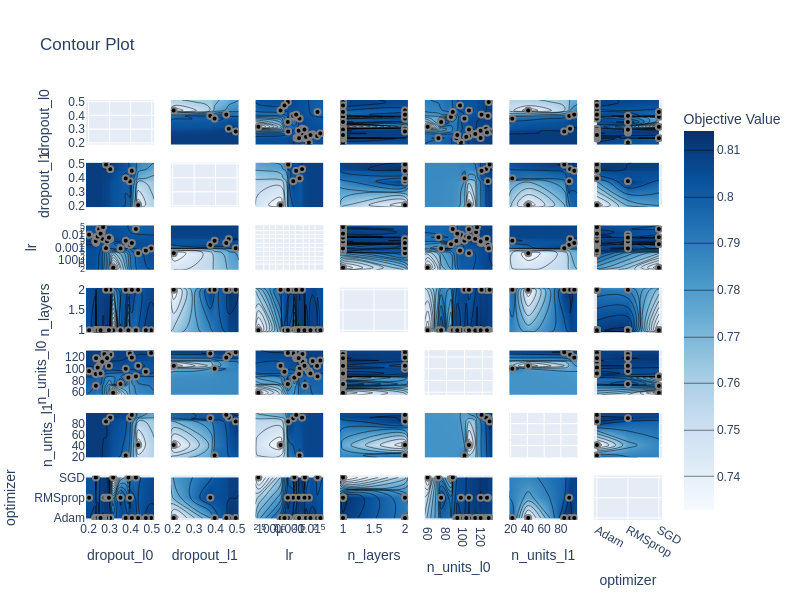 Contour Plot
Objective Value
dropout_l0
0.5
0.4
0.3
0.2
dropout_l1
0.5
0.4
0.3
0.2
lr
0.01
0.001
100μ
n_layers
2
1.5
1
n_units_l0
120
100
80
60
n_units_l1
80
60
40
20
optimizer
SGD
RMSprop
Adam
0.2 0.3 0.4 0.5
0.2 0.3 0.4 0.5
1 1.5 2
60 80 100 120
20 40 60 80
Adam RMSprop SGD
dropout_l0
dropout_l1
lr
n_layers
n_units_l0
n_units_l1
optimizer
0.81
0.8
0.79
0.78
0.77
0.76
0.75
0.74